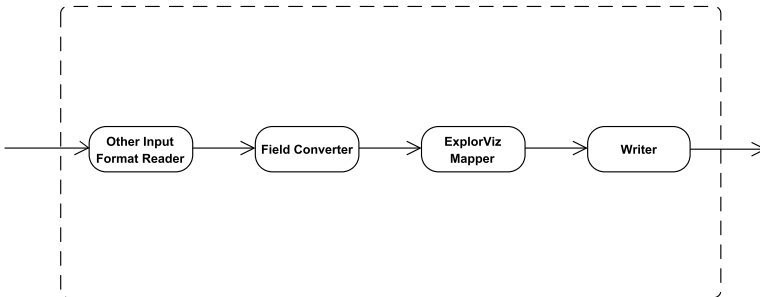 Other Input
Format Reader
Field Converter
ExplorViz
Mapper
Writer